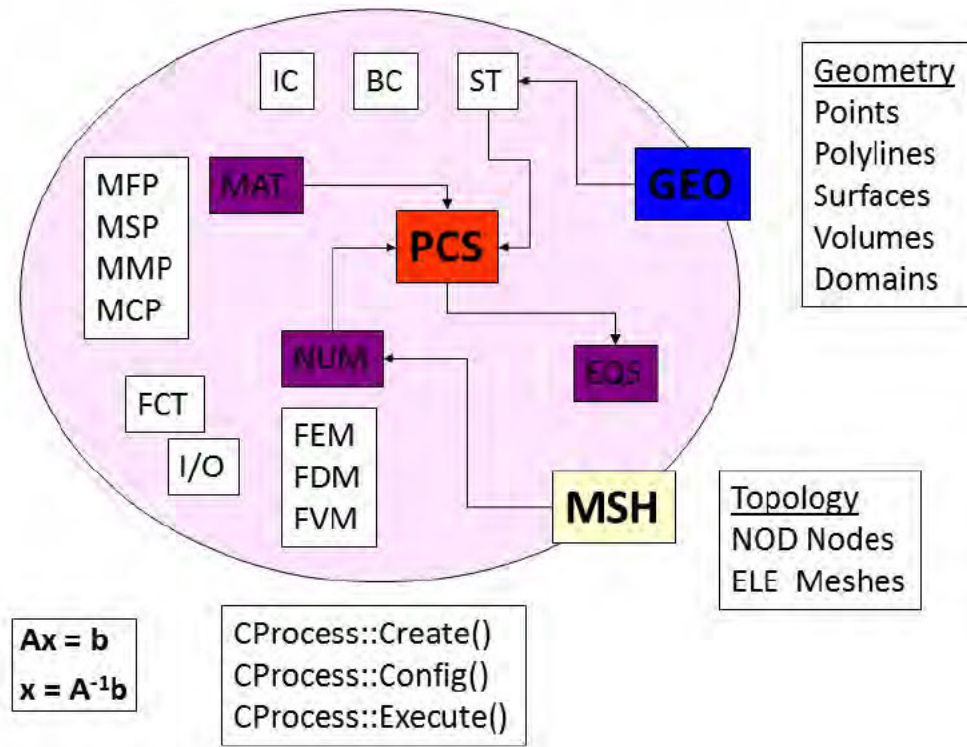 IC
BC
ST
Geometry
Points
Polylines
Surfaces
Volumes
Domains
MFP
MSP
MMP
MCP
MAT
GEO
PCS
NUM
EQS
FCT
I/O
FEM
FDM
FVM
MSH
Topology
NOD Nodes
ELE Meshes
Ax = b
x = A⁻¹b
CProcess::Create()
CProcess::Config()
CProcess::Execute()